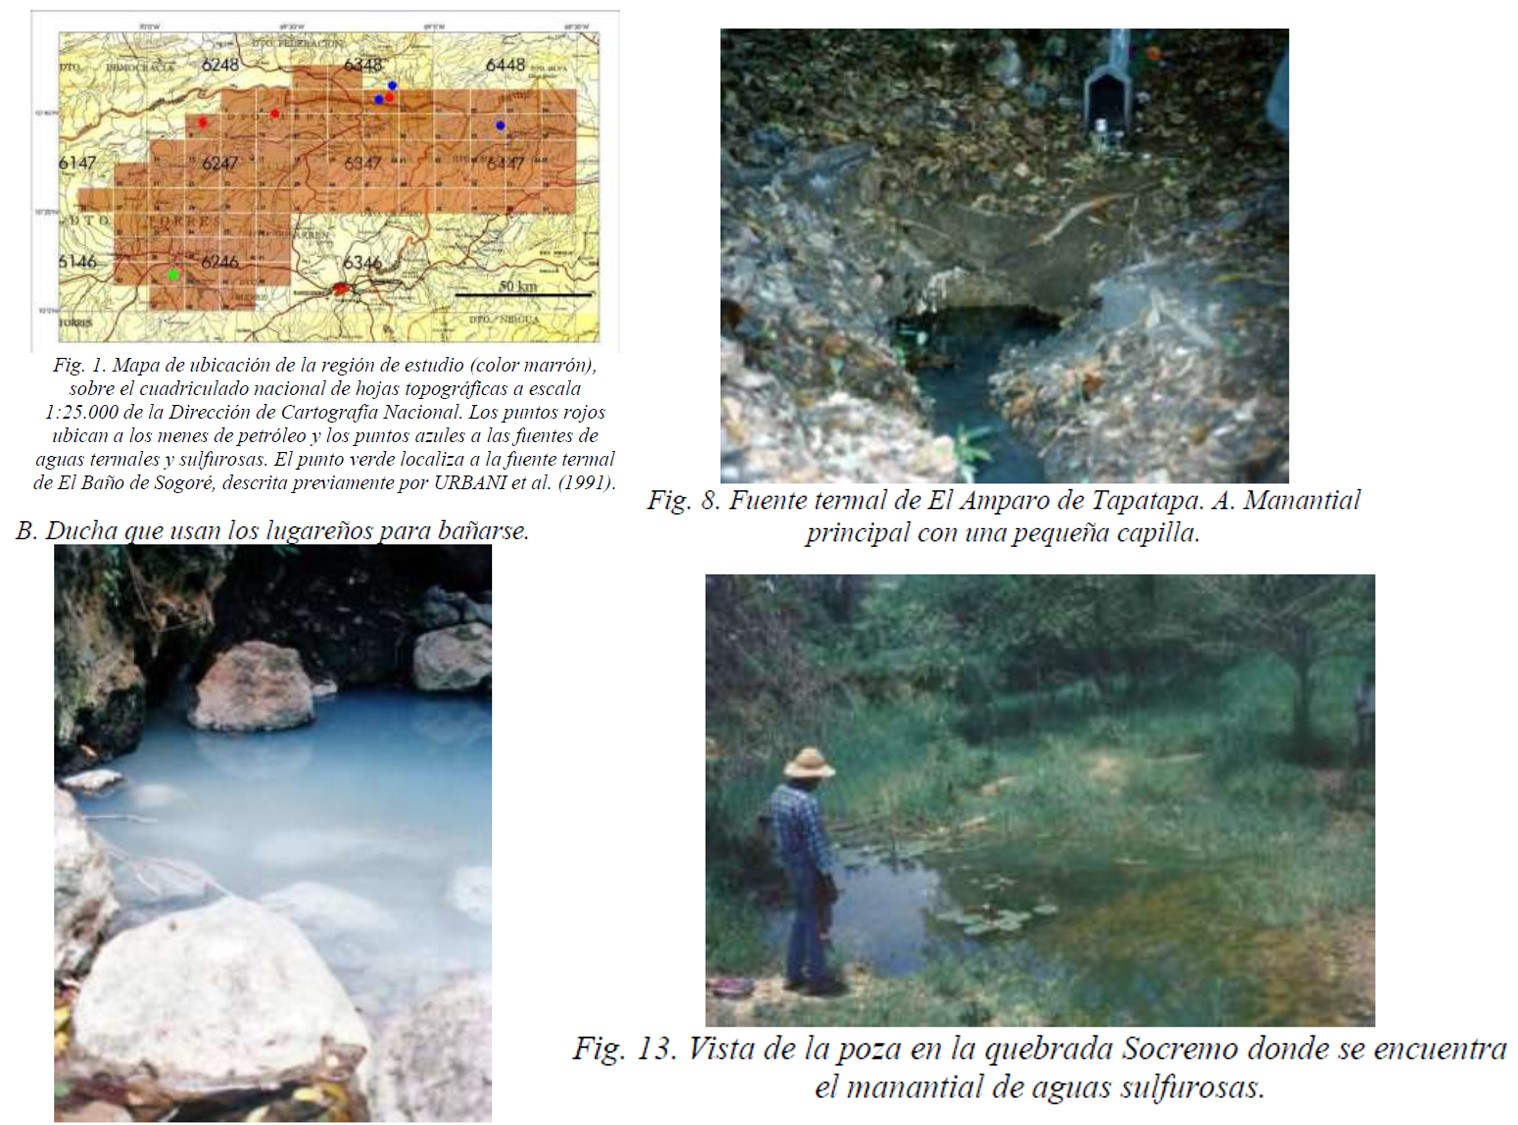 DTO. FEDERACION
DTO. DEMOCRACIA
6248
6348
6448
6147
6247
6347
6447
DTO. TORRES
6146
6246
6346
50 km
TORRES
DTO. NIRGUA
Fig. 1. Mapa de ubicación de la región de estudio (color marrón),
sobre el cuadriculado nacional de hojas topográficas a escala
1:25.000 de la Dirección de Cartografía Nacional. Los puntos rojos
ubican a los menes de petróleo y los puntos azules a las fuentes de
aguas termales y sulfurosas. El punto verde localiza a la fuente termal
de El Baño de Sogoré, descrita previamente por URBANI et al. (1991).
B. Ducha que usan los lugareños para bañarse.
Fig. 8. Fuente termal de El Amparo de Tapatapa. A. Manantial
principal con una pequeña capilla.
Fig. 13. Vista de la poza en la quebrada Socremo donde se encuentra
el manantial de aguas sulfurosas.